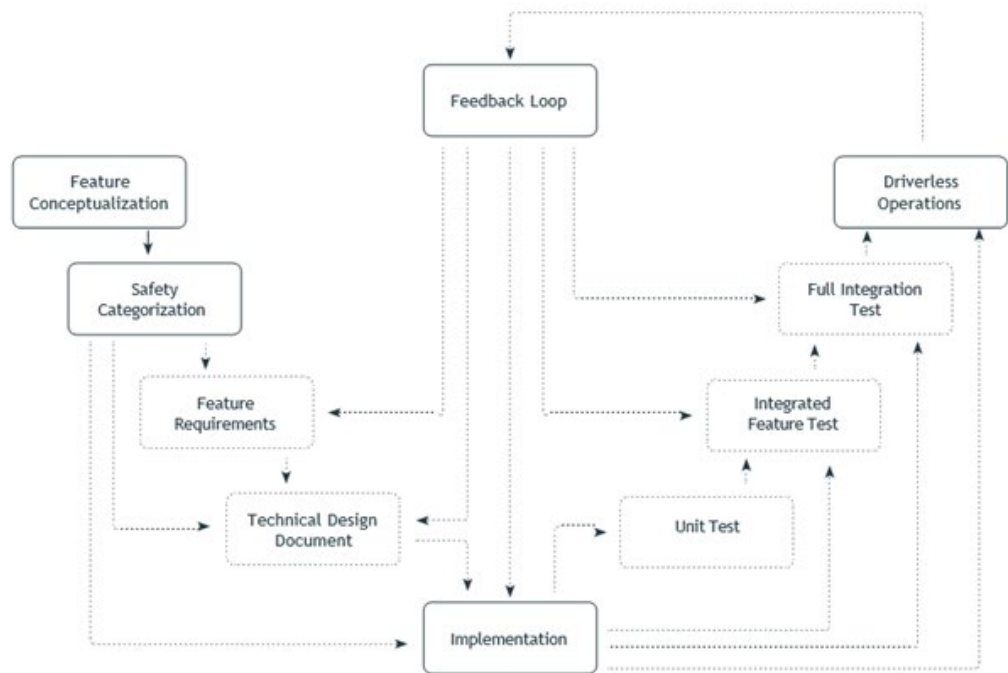 Feedback Loop
Feature
Conceptualization
Driverless
Operations
Safety
Categorization
Full Integration
Test
Feature
Requirements
Integrated
Feature Test
Technical Design
Document
Unit Test
Implementation